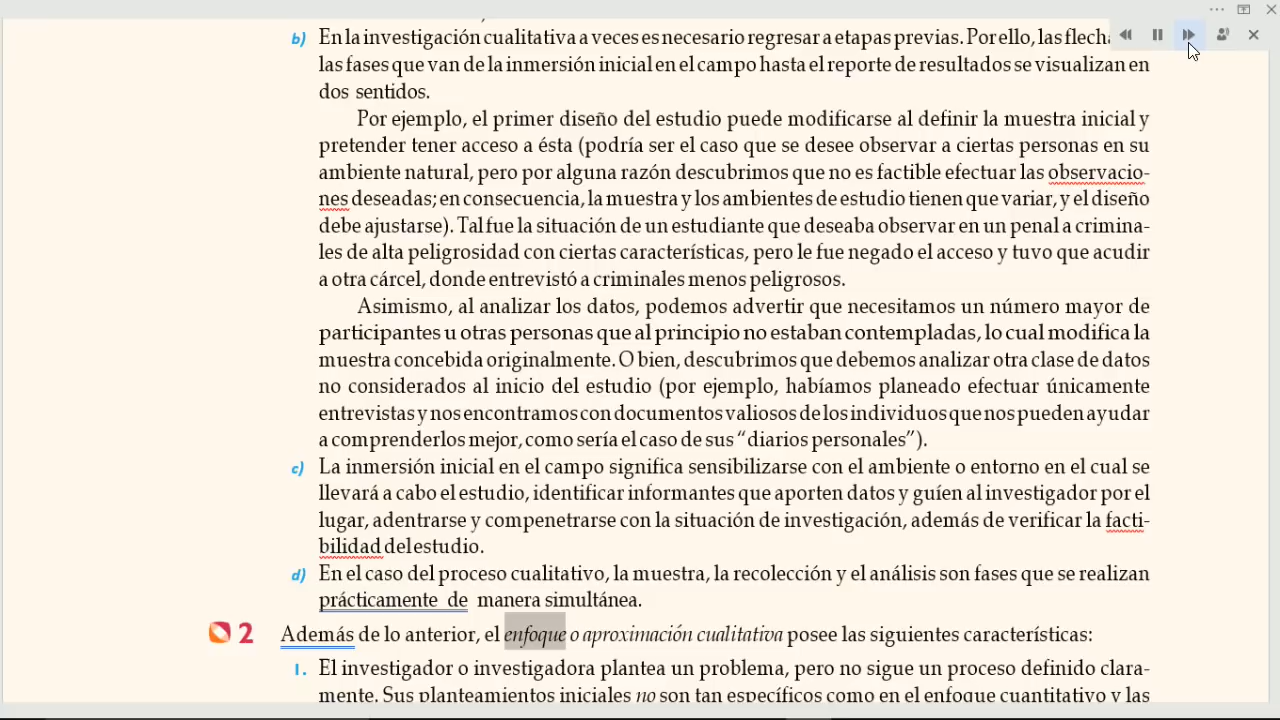 b) En la investigación cualitativa a veces es necesario regresar a etapas previas. Por ello, las flecha
las fases que van de la inmersión inicial en el campo hasta el reporte de resultados se visualizan en
dos sentidos.
Por ejemplo, el primer diseño del estudio puede modificarse al definir la muestra inicial y
pretender tener acceso a ésta (podría ser el caso que se desee observar a ciertas personas en su
ambiente natural, pero por alguna razón descubrimos que no es factible efectuar las observacio-
nes deseadas; en consecuencia, la muestra y los ambientes de estudio tienen que variar, y el diseño
debe ajustarse). Tal fue la situación de un estudiante que deseaba observar en un penal a crimina-
les de alta peligrosidad con ciertas características, pero le fue negado el acceso y tuvo que acudir
a otra cárcel, donde entrevistó a criminales menos peligrosos.
Asimismo, al analizar los datos, podemos advertir que necesitamos un número mayor de
participantes u otras personas que al principio no estaban contempladas, lo cual modifica la
muestra concebida originalmente. O bien, descubrimos que debemos analizar otra clase de datos
no considerados al inicio del estudio (por ejemplo, habíamos planeado efectuar únicamente
entrevistas y nos encontramos con documentos valiosos de los individuos que nos pueden ayudar
a comprenderlos mejor, como sería el caso de sus “diarios personales”).
c) La inmersión inicial en el campo significa sensibilizarse con el ambiente o entorno en el cual se
llevará a cabo el estudio, identificar informantes que aporten datos y guíen al investigador por el
lugar, adentrarse y compenetrarse con la situación de investigación, además de verificar la facti-
bilidad del estudio.
d) En el caso del proceso cualitativo, la muestra, la recolección y el análisis son fases que se realizan
prácticamente de manera simultánea.
2 Además de lo anterior, el enfoque o aproximación cualitativa posee las siguientes características:
1. El investigador o investigadora plantea un problema, pero no sigue un proceso definido clara-
mente. Sus planteamientos iniciales no son tan específicos como en el enfoque cuantitativo y las